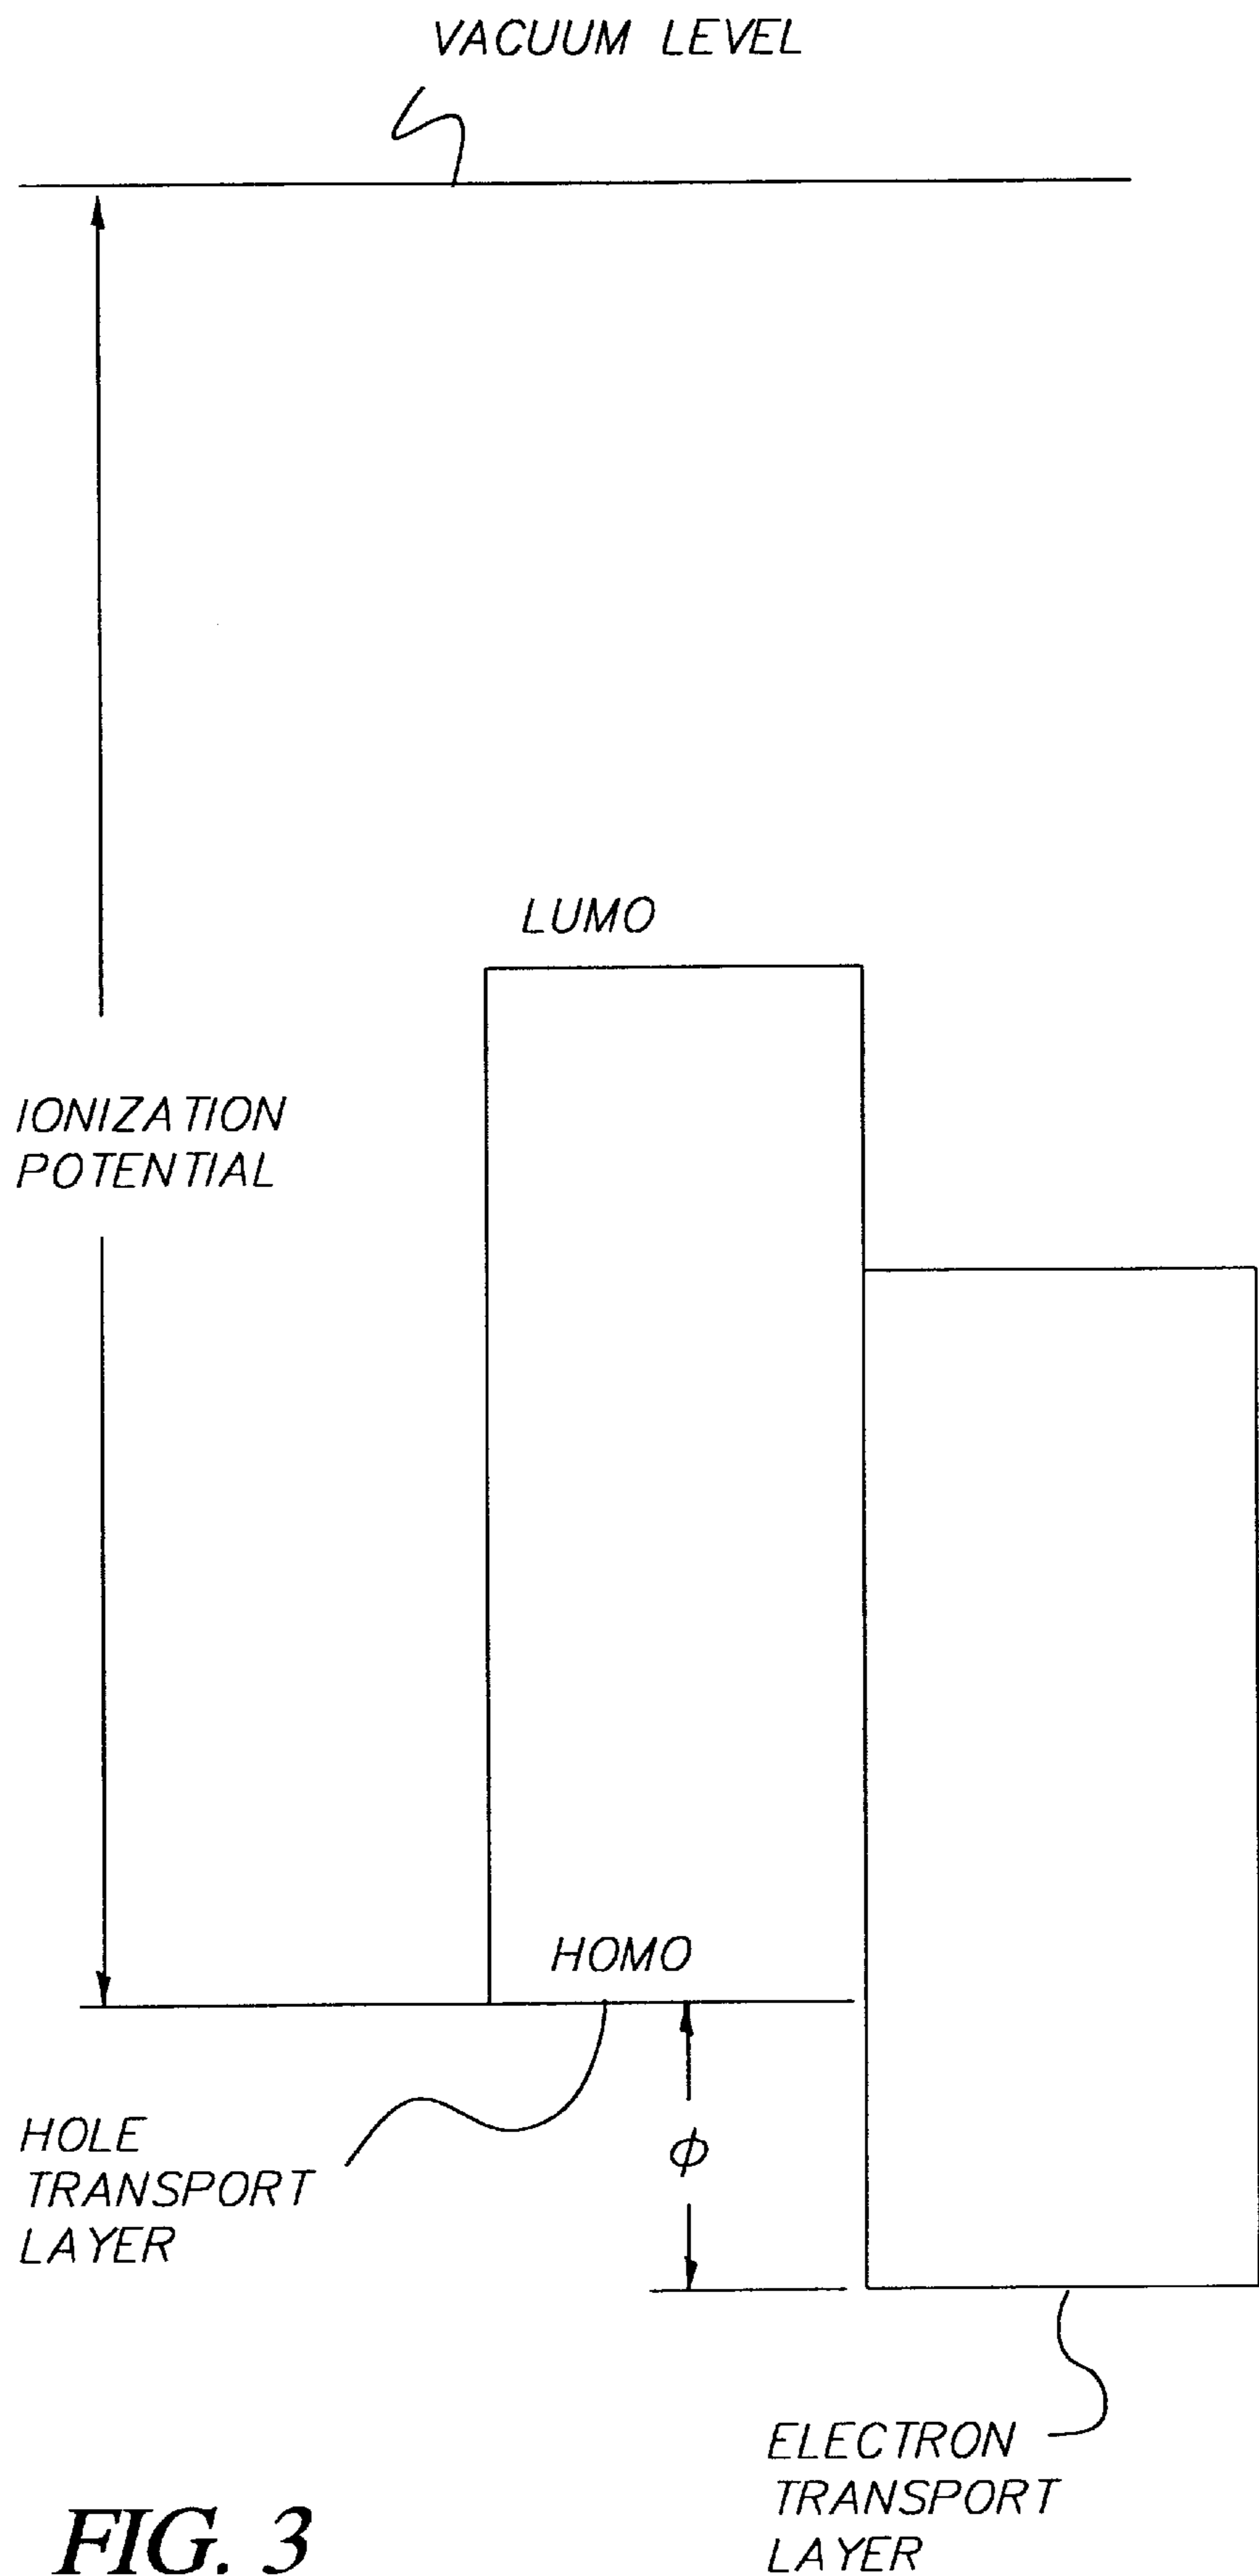 VACUUM LEVEL
LUMO
IONIZATION
POTENTIAL
HOMO
HOLE
TRANSPORT
LAYER
ϕ
ELECTRON
TRANSPORT
LAYER
FIG. 3